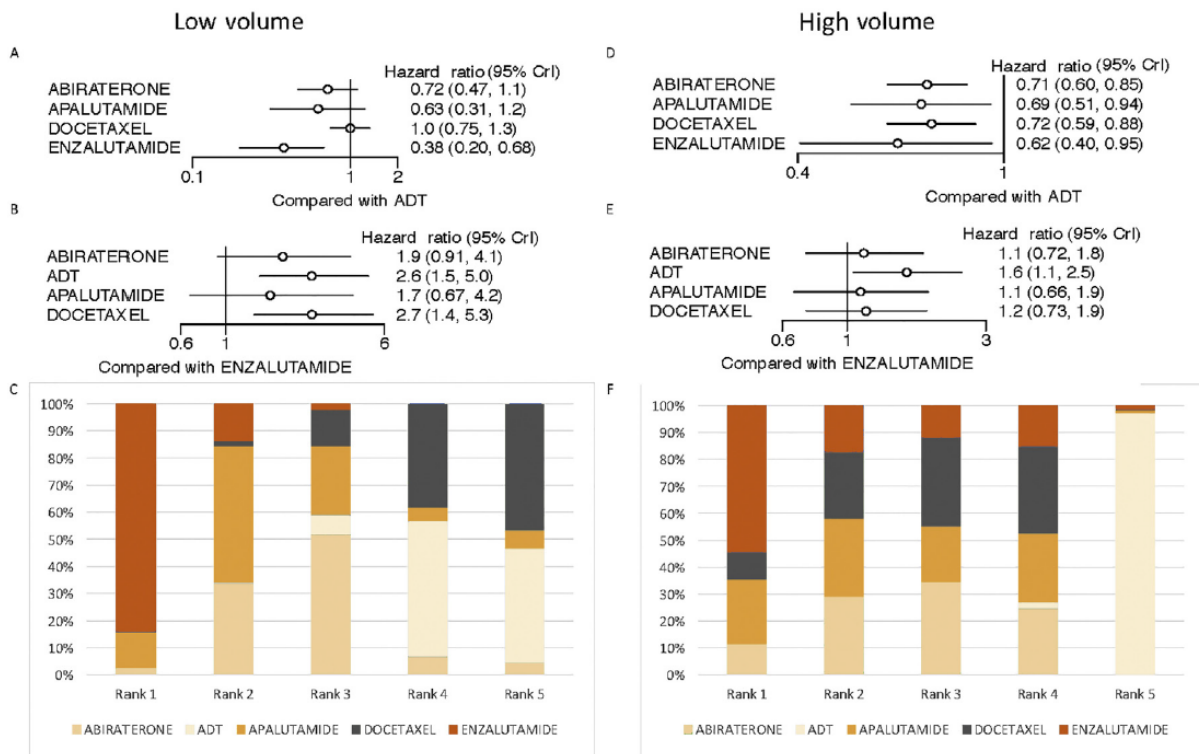 Low volume
High volume
A
Hazard ratio (95% CrI)
ABIRATERONE 0.72 (0.47, 1.1)
APALUTAMIDE 0.63 (0.31, 1.2)
DOCETAXEL 1.0 (0.75, 1.3)
ENZALUTAMIDE 0.38 (0.20, 0.68)
0.1 1 2
Compared with ADT
D
Hazard ratio (95% CrI)
ABIRATERONE 0.71 (0.60, 0.85)
APALUTAMIDE 0.69 (0.51, 0.94)
DOCETAXEL 0.72 (0.59, 0.88)
ENZALUTAMIDE 0.62 (0.40, 0.95)
0.4 1
Compared with ADT
B
Hazard ratio (95% CrI)
ABIRATERONE 1.9 (0.91, 4.1)
ADT 2.6 (1.5, 5.0)
APALUTAMIDE 1.7 (0.67, 4.2)
DOCETAXEL 2.7 (1.4, 5.3)
0.6 1 6
Compared with ENZALUTAMIDE
E
Hazard ratio (95% CrI)
ABIRATERONE 1.1 (0.72, 1.8)
ADT 1.6 (1.1, 2.5)
APALUTAMIDE 1.1 (0.66, 1.9)
DOCETAXEL 1.2 (0.73, 1.9)
0.6 1 3
Compared with ENZALUTAMIDE
C
100%
90%
80%
70%
60%
50%
40%
30%
20%
10%
0%
Rank 1 Rank 2 Rank 3 Rank 4 Rank 5
ABIRATERONE ADT APALUTAMIDE DOCETAXEL ENZALUTAMIDE
F
100%
90%
80%
70%
60%
50%
40%
30%
20%
10%
0%
Rank 1 Rank 2 Rank 3 Rank 4 Rank 5
ABIRATERONE ADT APALUTAMIDE DOCETAXEL ENZALUTAMIDE